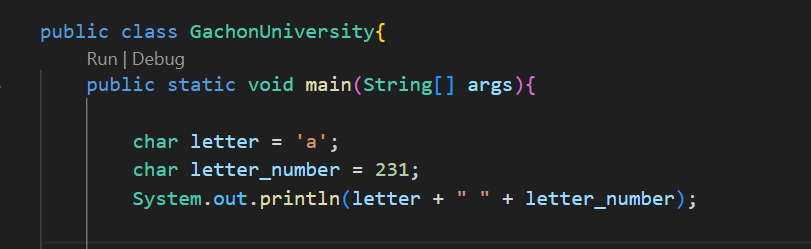 public class GachonUniversity{
Run | Debug
public static void main(String[] args){
char letter = 'a';
char letter_number = 231;
System.out.println(letter + " " + letter_number);